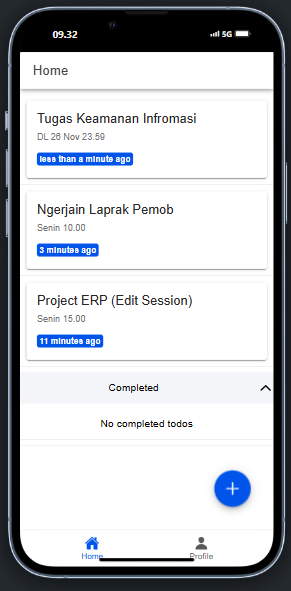 09.32
5G
Home
Tugas Keamanan Infromasi
DL 26 Nov 23.59
less than a minute ago
Ngerjain Laprak Pemob
Senin 10.00
3 minutes ago
Project ERP (Edit Session)
Senin 15.00
11 minutes ago
Completed
No completed todos
Home
Profile